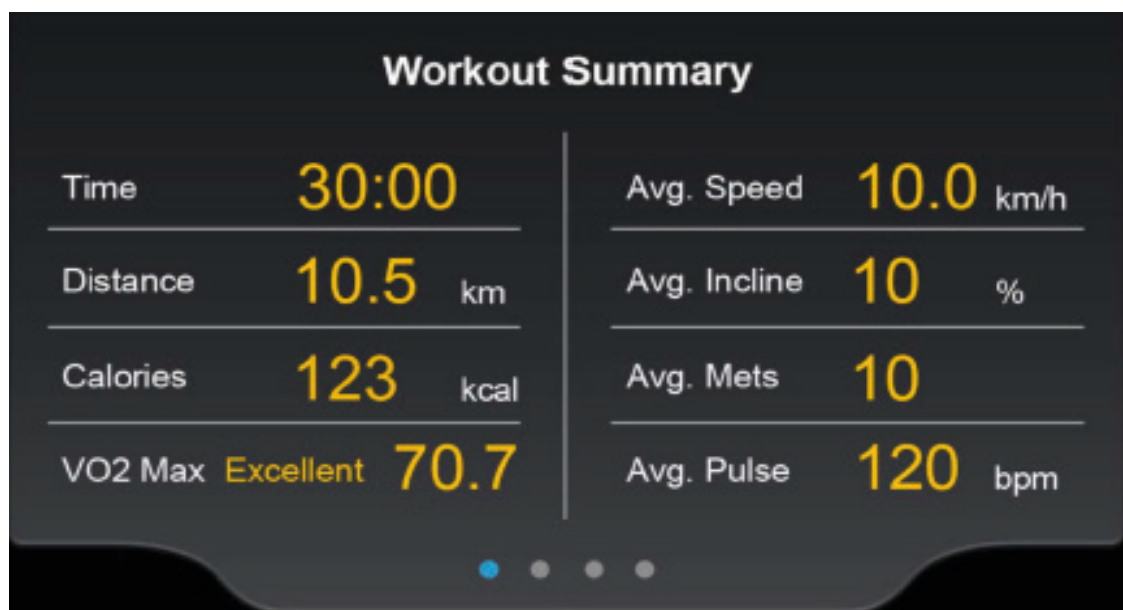 Workout Summary
Time 30:00
Distance 10.5 km
Calories 123 kcal
VO2 Max Excellent 70.7
Avg. Speed 10.0 km/h
Avg. Incline 10 %
Avg. Mets 10
Avg. Pulse 120 bpm